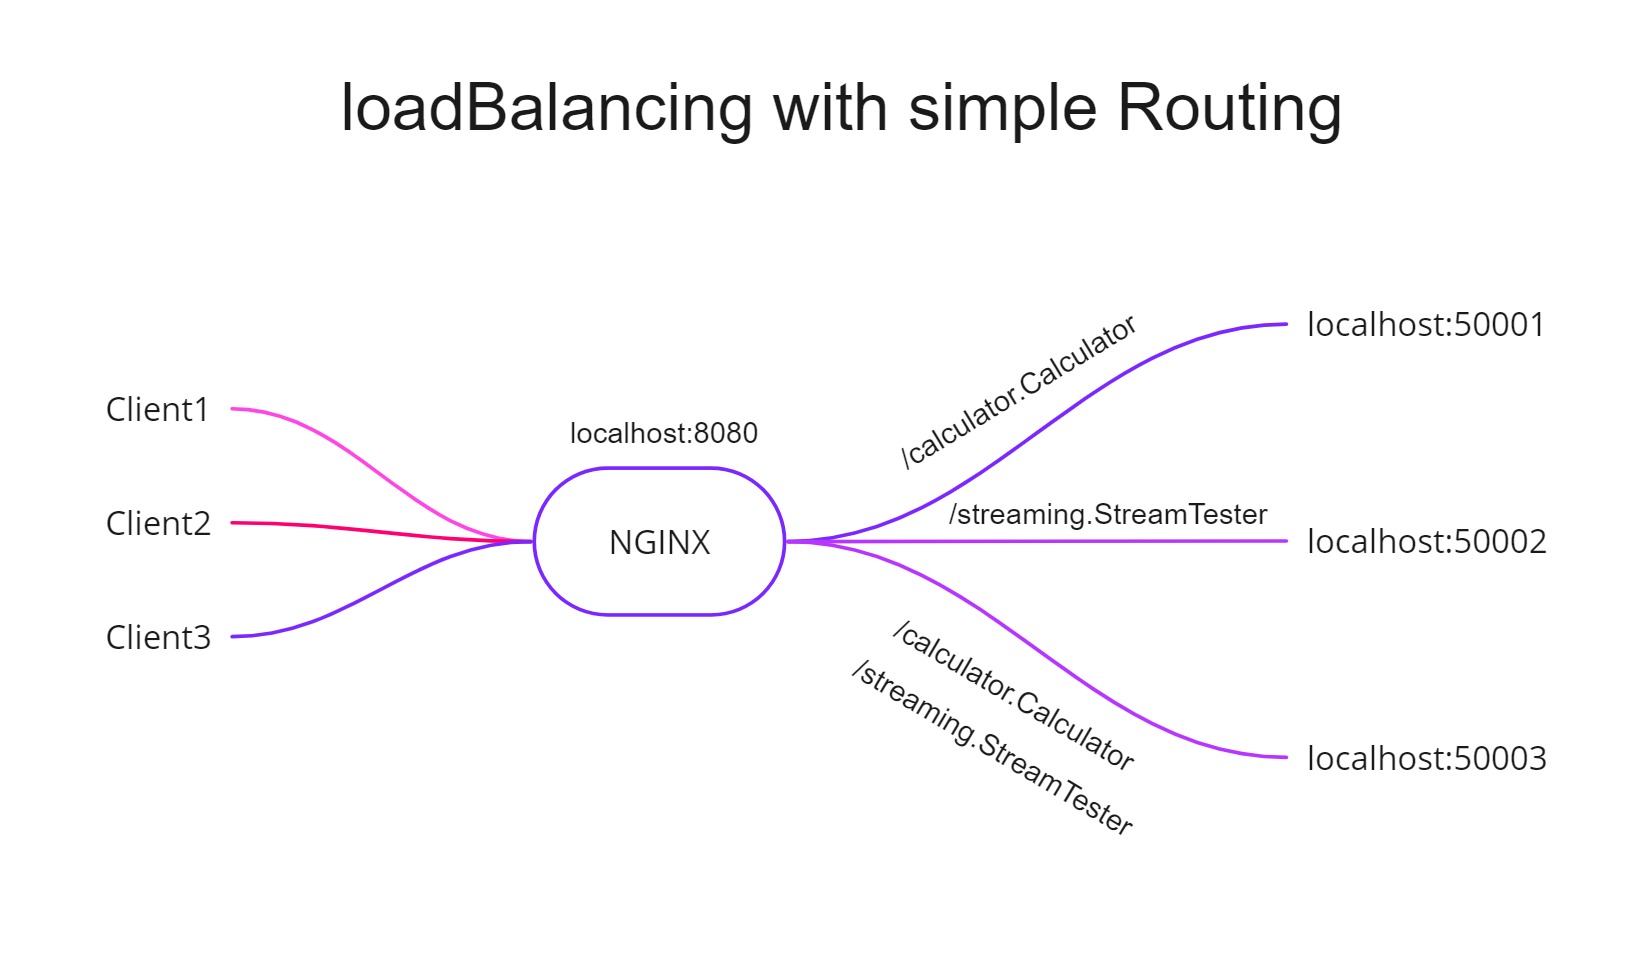 loadBalancing with simple Routing
Client1
Client2
Client3
localhost:8080
NGINX
/calculator.Calculator
localhost:50001
/streaming.StreamTester
localhost:50002
/calculator.Calculator
/streaming.StreamTester
localhost:50003